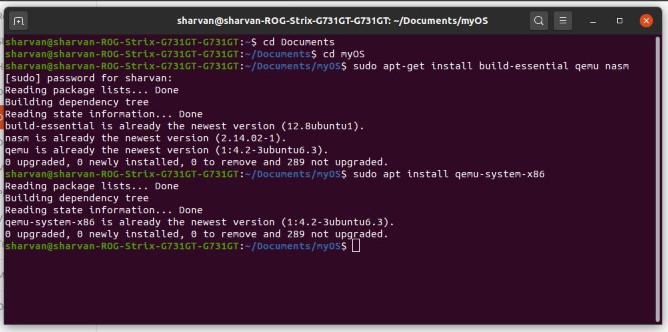 sharvan@sharvan-ROG-Strix-G731GT-G731GT: ~/Documents/myOS
sharvan@sharvan-ROG-Strix-G731GT-G731GT:~$ cd Documents
sharvan@sharvan-ROG-Strix-G731GT-G731GT:~/Documents$ cd myOS
sharvan@sharvan-ROG-Strix-G731GT-G731GT:~/Documents/myOS$ sudo apt-get install build-essential qemu nasm
[sudo] password for sharvan:
Reading package lists... Done
Building dependency tree
Reading state information... Done
build-essential is already the newest version (12.8ubuntu1).
nasm is already the newest version (2.14.02-1).
qemu is already the newest version (1:4.2-3ubuntu6.3).
0 upgraded, 0 newly installed, 0 to remove and 289 not upgraded.
sharvan@sharvan-ROG-Strix-G731GT-G731GT:~/Documents/myOS$ sudo apt install qemu-system-x86
Reading package lists... Done
Building dependency tree
Reading state information... Done
qemu-system-x86 is already the newest version (1:4.2-3ubuntu6.3).
0 upgraded, 0 newly installed, 0 to remove and 289 not upgraded.
sharvan@sharvan-ROG-Strix-G731GT-G731GT:~/Documents/myOS$